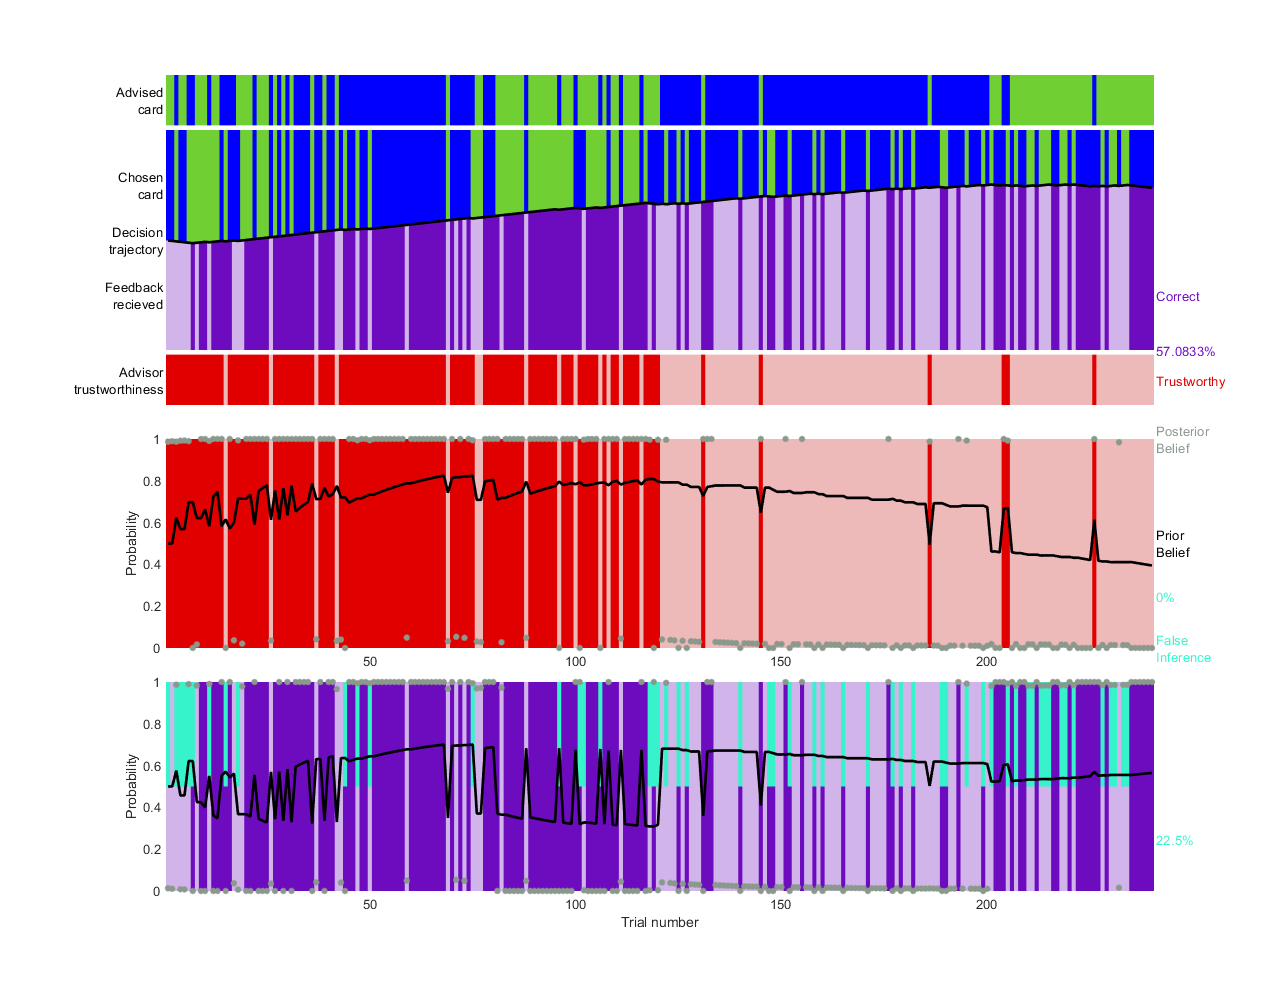 Advised
card
Chosen
card
Decision
trajectory
Feedback
recieved
Correct
57.0833%
Advisor
trustworthiness
Trustworthy
Posterior
Belief
1
0.8
0.6
0.4
0.2
0
Probability
Prior
Belief
0%
False
Inference
50
100
150
200
1
0.8
0.6
0.4
0.2
0
Probability
22.5%
50
100
150
200
Trial number